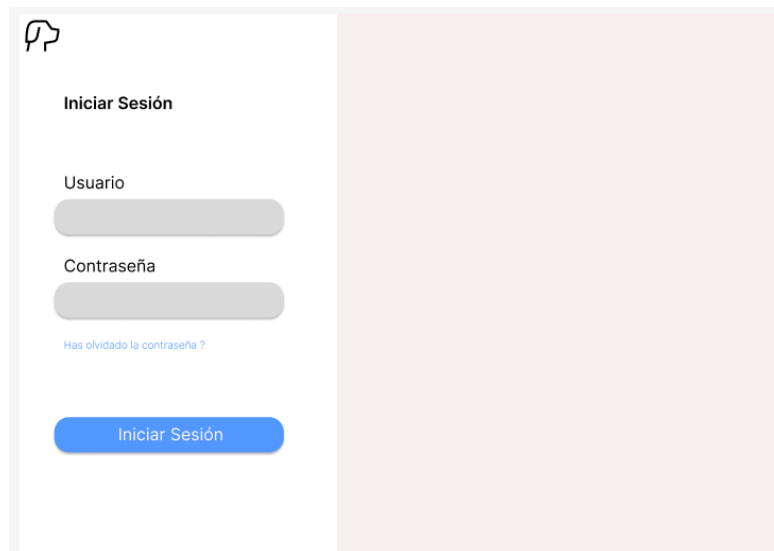 Iniciar Sesión
Usuario
Contraseña
Has olvidado la contraseña ?
Iniciar Sesión